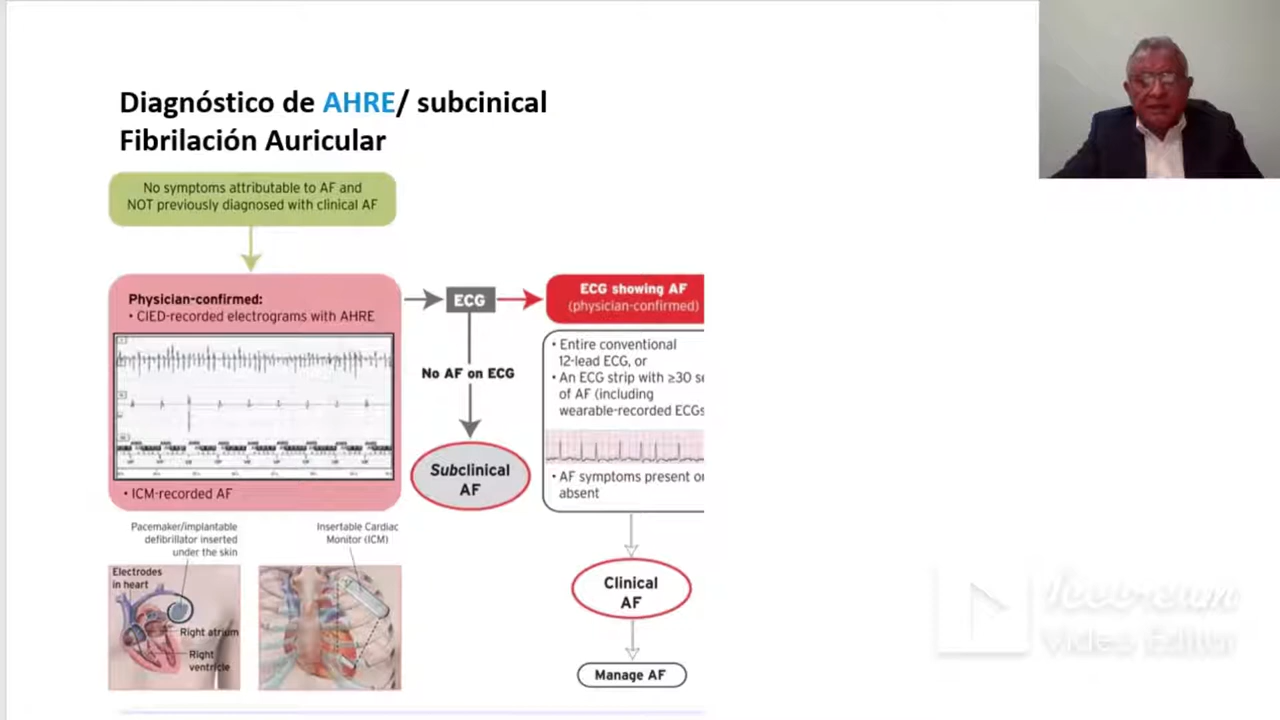 Diagnóstico de AHRE/ subcinical
Fibrilación Auricular
No symptoms attributable to AF and
NOT previously diagnosed with clinical AF
Physician-confirmed:
• CIED-recorded electrograms with AHRE
• ICM-recorded AF
ECG
No AF on ECG
Subclinical
AF
ECG showing AF
(physician-confirmed)
• Entire conventional
12-lead ECG, or
• An ECG strip with ≥30
of AF (including
wearable-recorded ECGs
• AF symptoms present
absent
Clinical
AF
Manage AF
Pacemaker/implantable
defibrillator inserted
under the skin
Electrodes
in heart
Right atrium
Right
ventricle
Insertable Cardiac
Monitor (ICM)
Video Editor